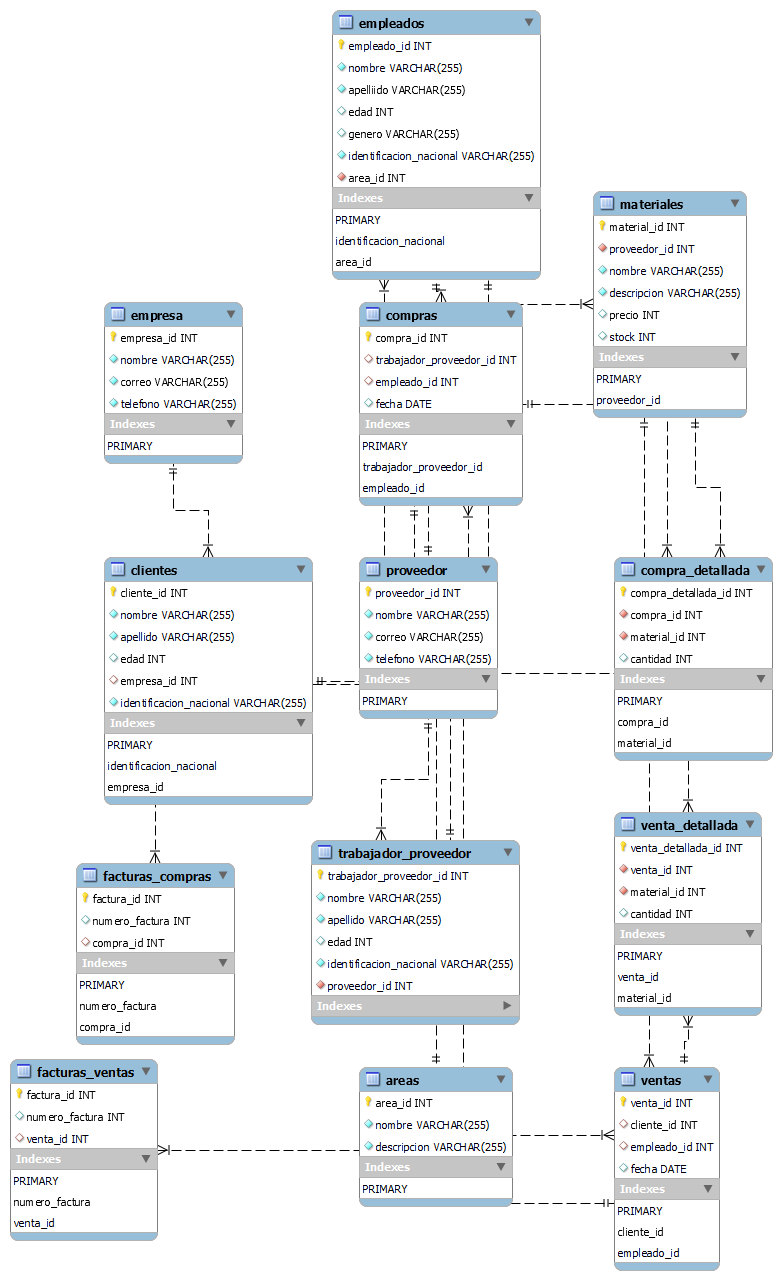 empleados
empleado_id INT
nombre VARCHAR(255)
apelliido VARCHAR(255)
edad INT
genero VARCHAR(255)
identificacion_nacional VARCHAR(255)
area_id INT
Indexes
PRIMARY
identificacion_nacional
area_id
materiales
material_id INT
proveedor_id INT
nombre VARCHAR(255)
descripcion VARCHAR(255)
precio INT
stock INT
Indexes
PRIMARY
proveedor_id
empresa
empresa_id INT
nombre VARCHAR(255)
correo VARCHAR(255)
telefono VARCHAR(255)
Indexes
PRIMARY
compras
compra_id INT
trabajador_proveedor_id INT
empleado_id INT
fecha DATE
Indexes
PRIMARY
trabajador_proveedor_id
empleado_id
clientes
cliente_id INT
nombre VARCHAR(255)
apellido VARCHAR(255)
edad INT
empresa_id INT
identificacion_nacional VARCHAR(255)
Indexes
PRIMARY
identificacion_nacional
empresa_id
proveedor
proveedor_id INT
nombre VARCHAR(255)
correo VARCHAR(255)
telefono VARCHAR(255)
Indexes
PRIMARY
compra_detallada
compra_detallada_id INT
compra_id INT
material_id INT
cantidad INT
Indexes
PRIMARY
compra_id
material_id
facturas_compras
factura_id INT
numero_factura INT
compra_id INT
Indexes
PRIMARY
numero_factura
compra_id
trabajador_proveedor
trabajador_proveedor_id INT
nombre VARCHAR(255)
apellido VARCHAR(255)
edad INT
identificacion_nacional VARCHAR(255)
proveedor_id INT
Indexes
venta_detallada
venta_detallada_id INT
venta_id INT
material_id INT
cantidad INT
Indexes
PRIMARY
venta_id
material_id
facturas_ventas
factura_id INT
numero_factura INT
venta_id INT
Indexes
PRIMARY
numero_factura
venta_id
areas
area_id INT
nombre VARCHAR(255)
descripcion VARCHAR(255)
Indexes
PRIMARY
ventas
venta_id INT
cliente_id INT
empleado_id INT
fecha DATE
Indexes
PRIMARY
cliente_id
empleado_id